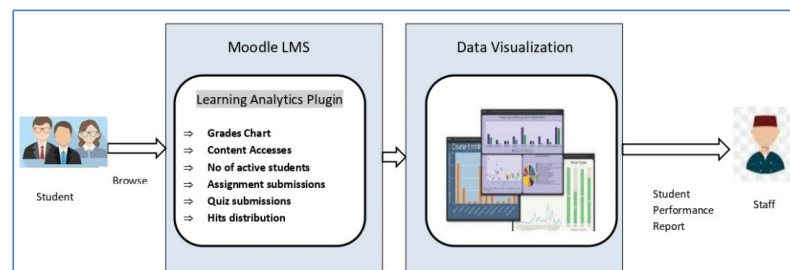 Moodle LMS
Data Visualization
Learning Analytics Plugin
⇒ Grades Chart
⇒ Content Accesses
⇒ No of active students
⇒ Assignment submissions
⇒ Quiz submissions
⇒ Hits distribution
Student
Browse
Course
Student
Performance
Report
Staff